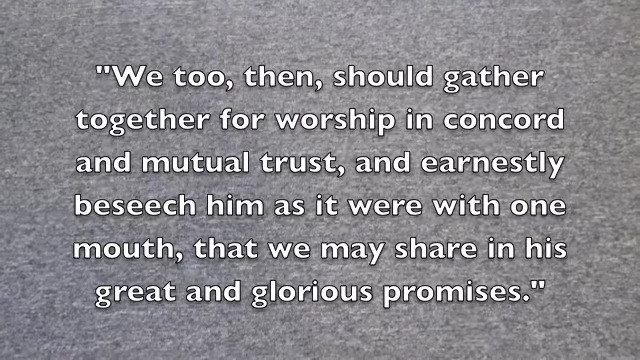 "We too, then, should gather
together for worship in concord
and mutual trust, and earnestly
beseech him as it were with one
mouth, that we may share in his
great and glorious promises."